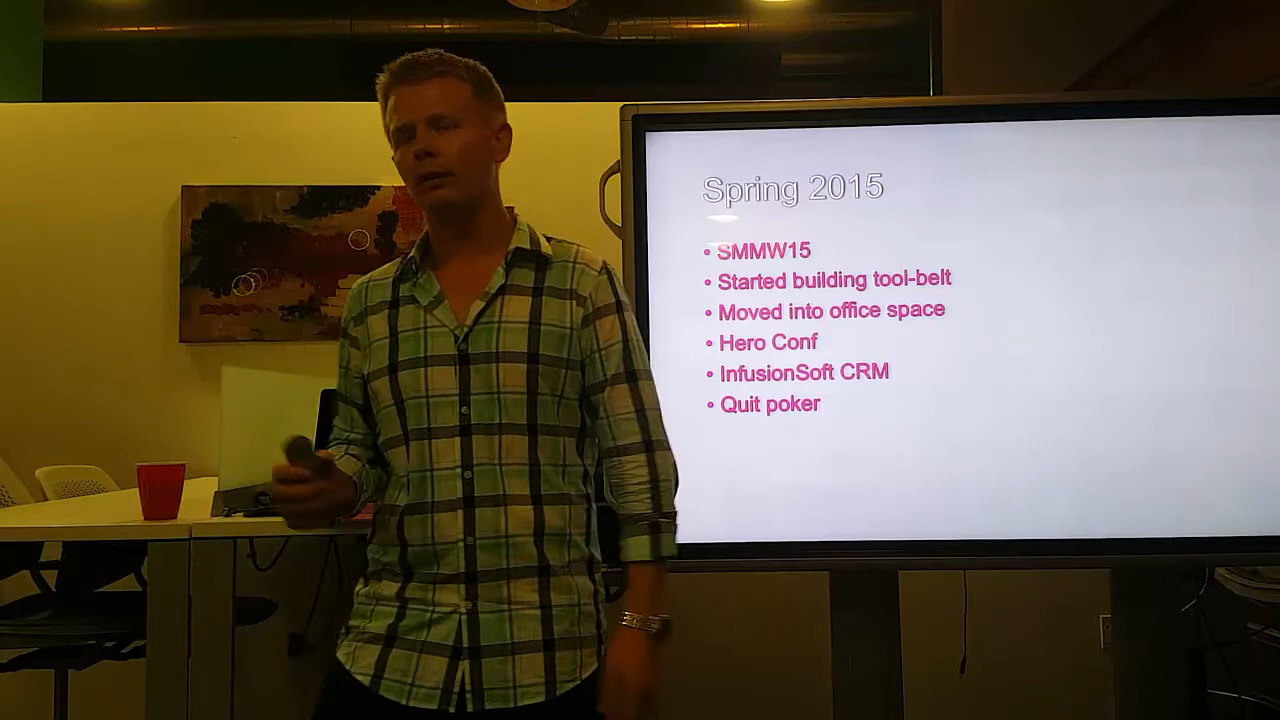 Spring 2015
• SMMW15
• Started building tool-belt
• Moved into office space
• Hero Conf
• InfusionSoft CRM
• Quit poker